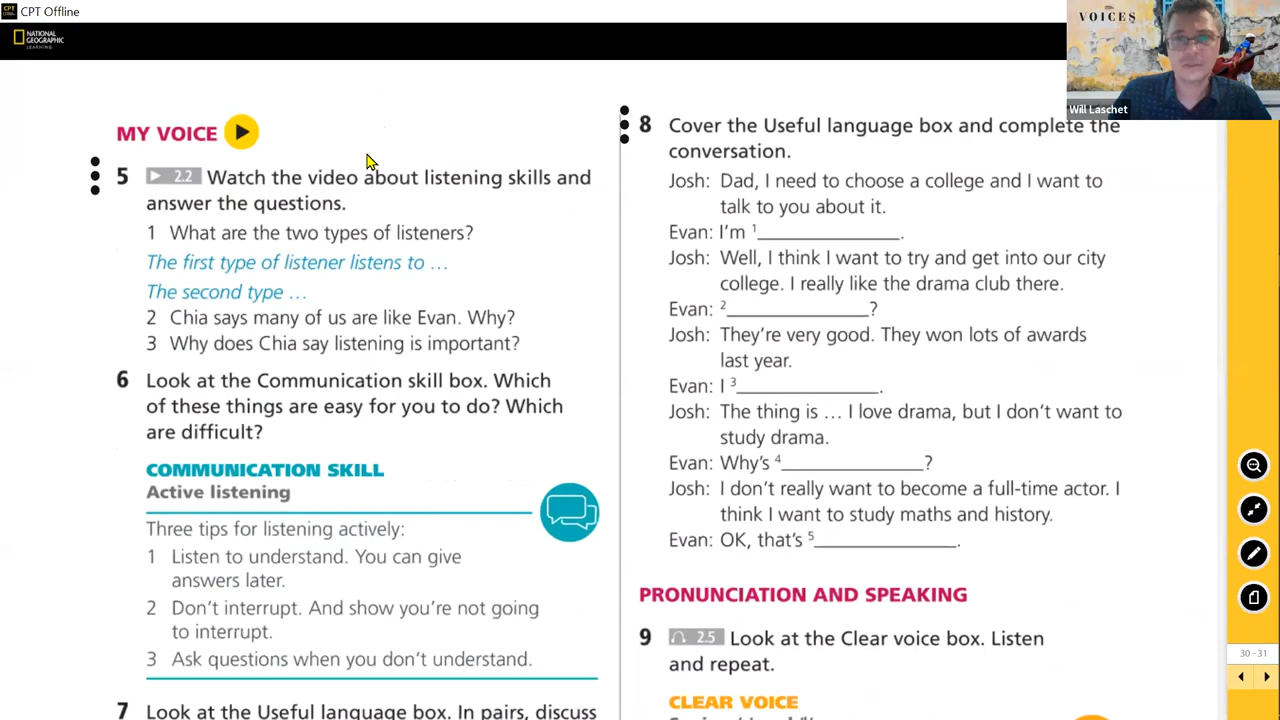 CPT Offline
NATIONAL
GEOGRAPHIC
LEARNING
VOICES
Will Laschet
MY VOICE
5 2.2 Watch the video about listening skills and
answer the questions.
1 What are the two types of listeners?
The first type of listener listens to …
The second type …
2 Chia says many of us are like Evan. Why?
3 Why does Chia say listening is important?
6 Look at the Communication skill box. Which
of these things are easy for you to do? Which
are difficult?
COMMUNICATION SKILL
Active listening
Three tips for listening actively:
1 Listen to understand. You can give
answers later.
2 Don't interrupt. And show you're not going
to interrupt.
3 Ask questions when you don't understand.
7 Look at the Useful language box. In pairs, discuss
8 Cover the Useful language box and complete the
conversation.
Josh: Dad, I need to choose a college and I want to
talk to you about it.
Evan: I'm 1_______________.
Josh: Well, I think I want to try and get into our city
college. I really like the drama club there.
Evan: 2_______________?
Josh: They're very good. They won lots of awards
last year.
Evan: I 3_______________.
Josh: The thing is … I love drama, but I don't want to
study drama.
Evan: Why's 4_______________?
Josh: I don't really want to become a full-time actor. I
think I want to study maths and history.
Evan: OK, that's 5_______________.
PRONUNCIATION AND SPEAKING
9 2.5 Look at the Clear voice box. Listen
and repeat.
CLEAR VOICE
30 - 31